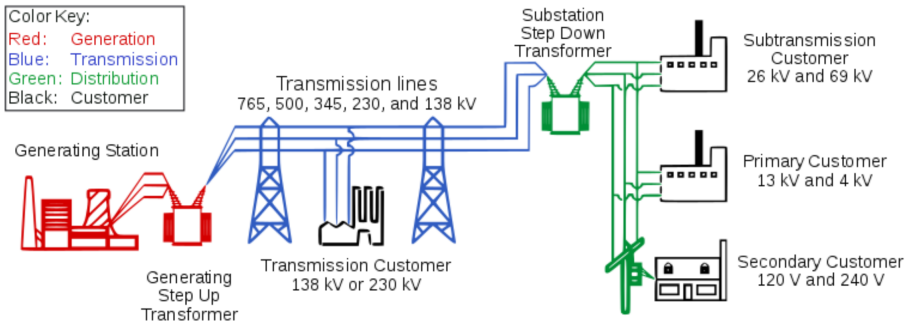 Color Key:
Red: Generation
Blue: Transmission
Green: Distribution
Black: Customer
Substation
Step Down
Transformer
Subtransmission
Customer
26 kV and 69 kV
Transmission lines
765, 500, 345, 230, and 138 kV
Generating Station
Primary Customer
13 kV and 4 kV
Transmission Customer
138 kV or 230 kV
Secondary Customer
120 V and 240 V
Generating
Step Up
Transformer